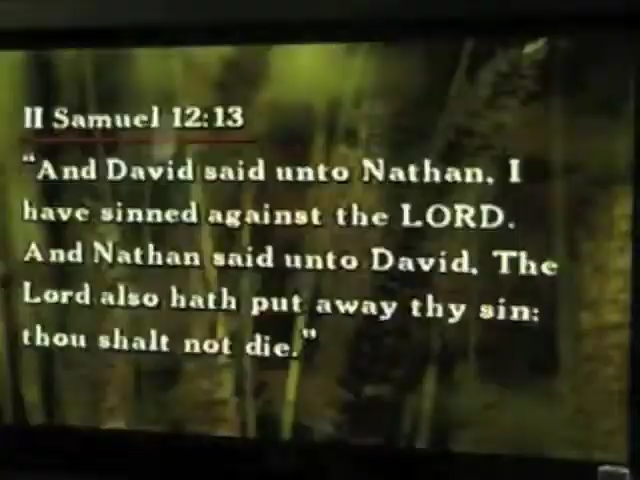 II Samuel 12:13
"And David said unto Nathan, I
have sinned against the LORD.
And Nathan said unto David, The
Lord also hath put away thy sin;
thou shalt not die."